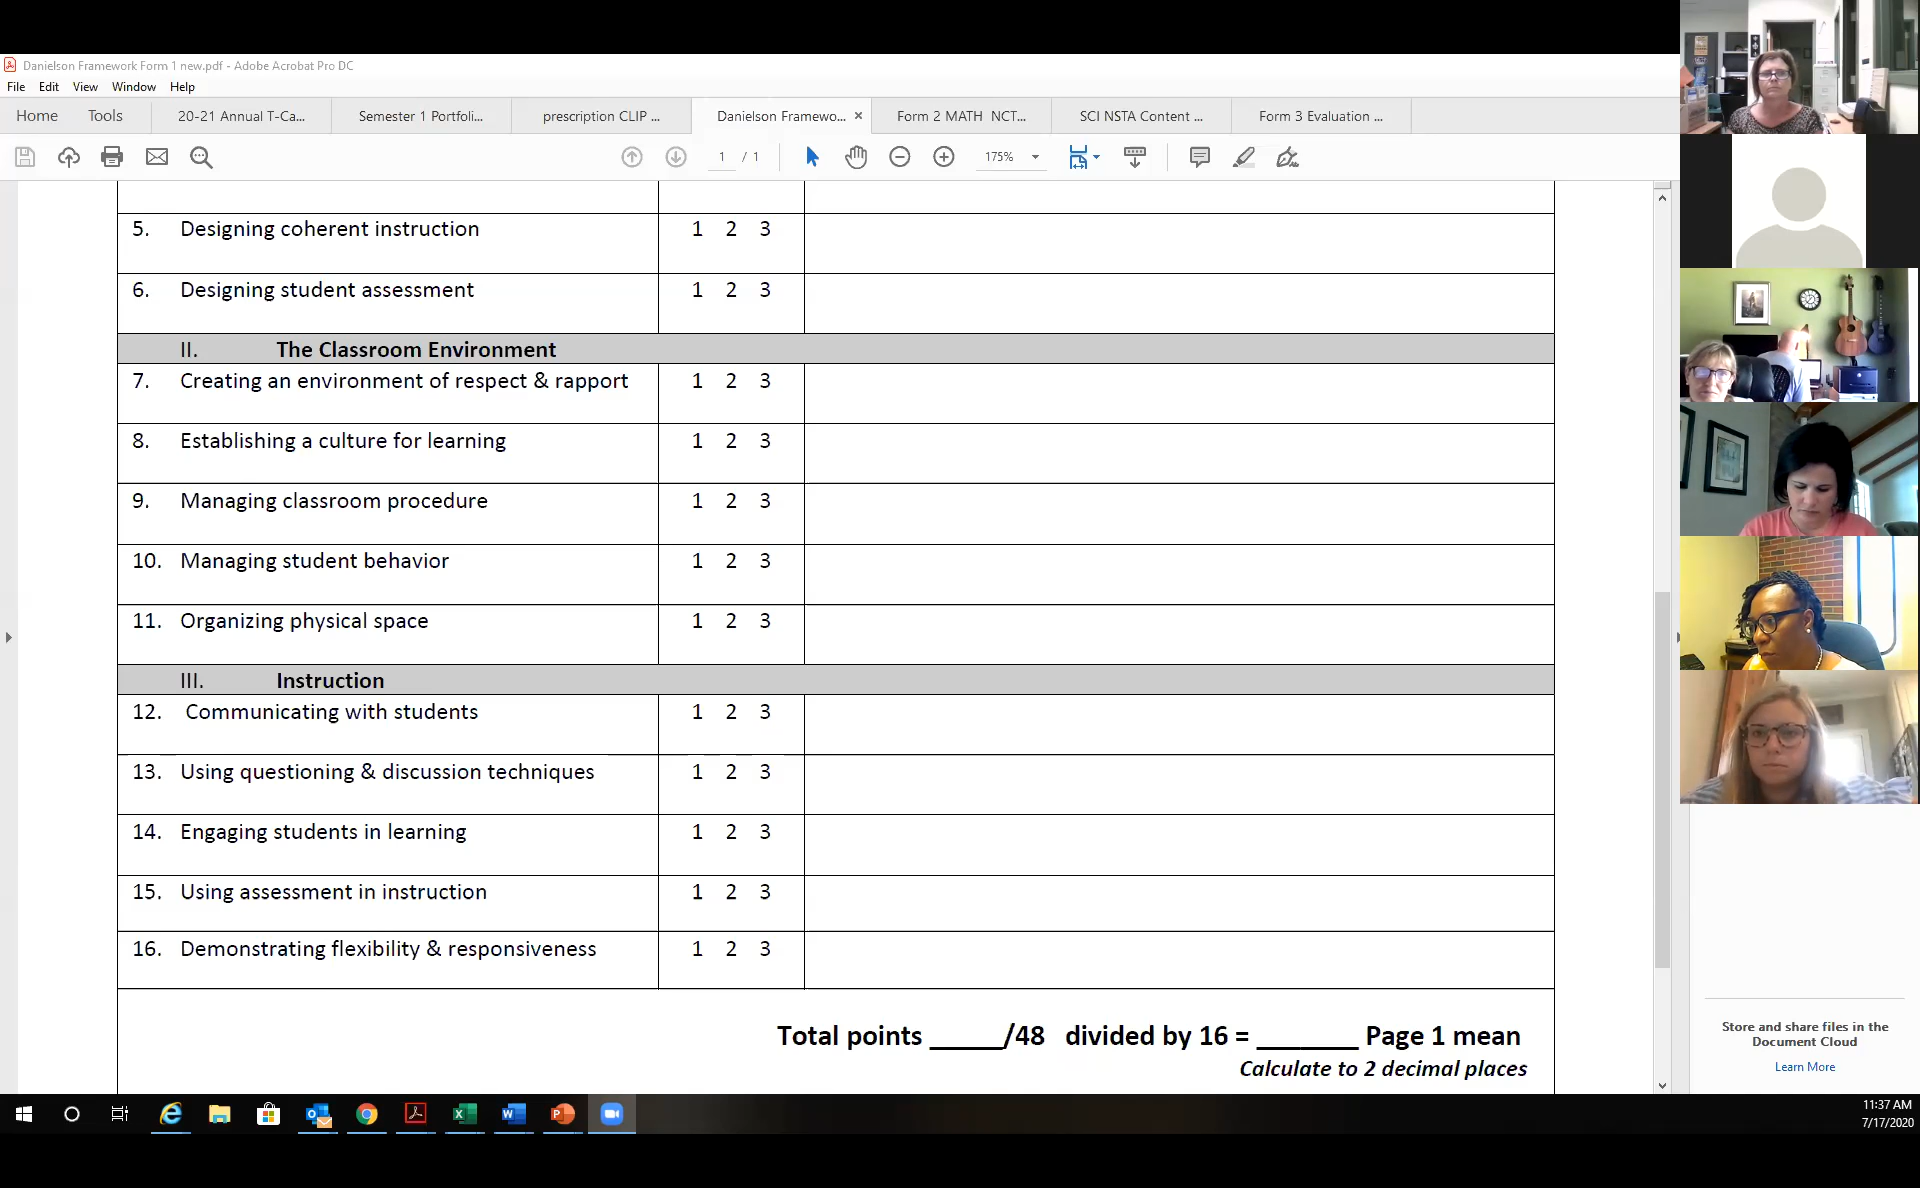 Danielson Framework Form 1 new.pdf - Adobe Acrobat Pro DC
File Edit View Window Help
Home Tools 20-21 Annual T-Ca... Semester 1 Portfoli... prescription CLIP ... Danielson Framewo... × Form 2 MATH NCT... SCI NSTA Content ... Form 3 Evaluation ...
1 / 1 175%
5. Designing coherent instruction 1 2 3
6. Designing student assessment 1 2 3
II. The Classroom Environment
7. Creating an environment of respect & rapport 1 2 3
8. Establishing a culture for learning 1 2 3
9. Managing classroom procedure 1 2 3
10. Managing student behavior 1 2 3
11. Organizing physical space 1 2 3
III. Instruction
12. Communicating with students 1 2 3
13. Using questioning & discussion techniques 1 2 3
14. Engaging students in learning 1 2 3
15. Using assessment in instruction 1 2 3
16. Demonstrating flexibility & responsiveness 1 2 3
Total points _____/48 divided by 16 = _______ Page 1 mean
Calculate to 2 decimal places
Store and share files in the
Document Cloud
Learn More
11:37 AM
7/17/2020